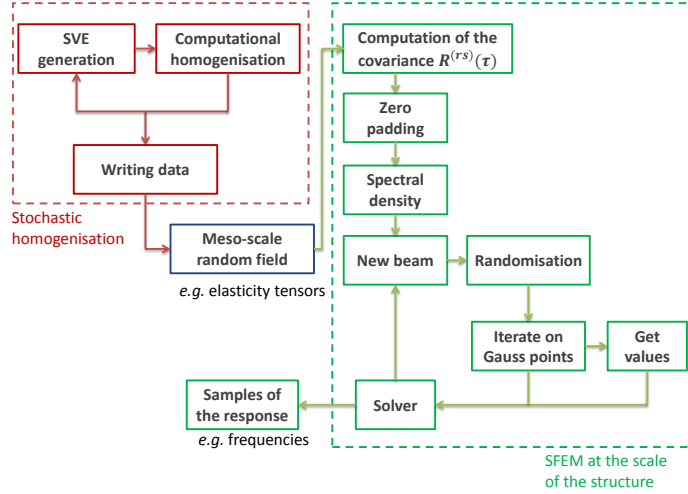 SVE
generation
Computational
homogenisation
Writing data
Stochastic
homogenisation
Meso-scale
random field
e.g. elasticity tensors
Computation of the
covariance R^(rs)(τ)
Zero
padding
Spectral
density
New beam
Randomisation
Iterate on
Gauss points
Get
values
Solver
Samples of
the response
e.g. frequencies
SFEM at the scale
of the structure